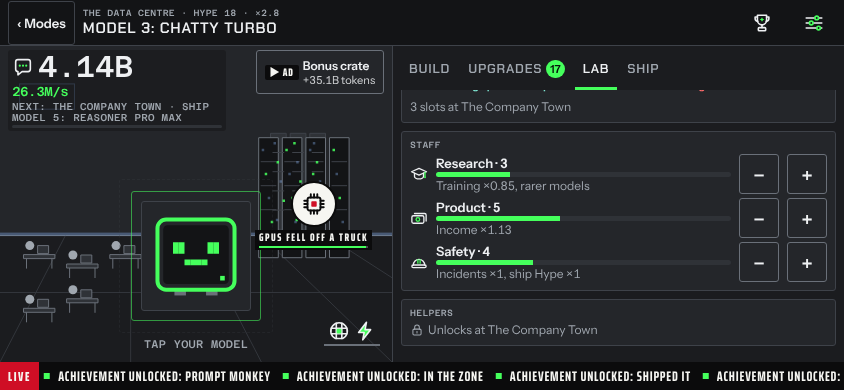 ‹ Modes
THE DATA CENTRE · HYPE 18 · ×2.8
MODEL 3: CHATTY TURBO
4.14B
26.3M/s
NEXT: THE COMPANY TOWN · SHIP
MODEL 5: REASONER PRO MAX
AD
Bonus crate
+35.1B tokens
GPUS FELL OFF A TRUCK
TAP YOUR MODEL
BUILD
UPGRADES 17
LAB
SHIP
3 slots at The Company Town
STAFF
Research · 3
Training ×0.85, rarer models
Product · 5
Income ×1.13
Safety · 4
Incidents ×1, ship Hype ×1
HELPERS
Unlocks at The Company Town
LIVE
ACHIEVEMENT UNLOCKED: PROMPT MONKEY ACHIEVEMENT UNLOCKED: IN THE ZONE ACHIEVEMENT UNLOCKED: SHIPPED IT ACHIEVEMENT UNLOCKED: